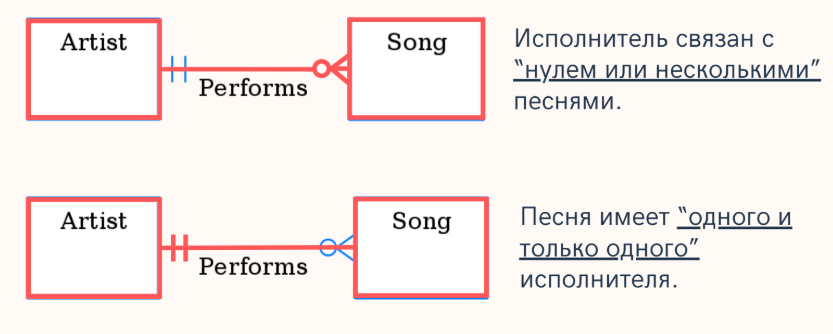 Artist
Performs
Song
Исполнитель связан с
“нулем или несколькими”
песнями.
Artist
Performs
Song
Песня имеет “одного и
только одного”
исполнителя.